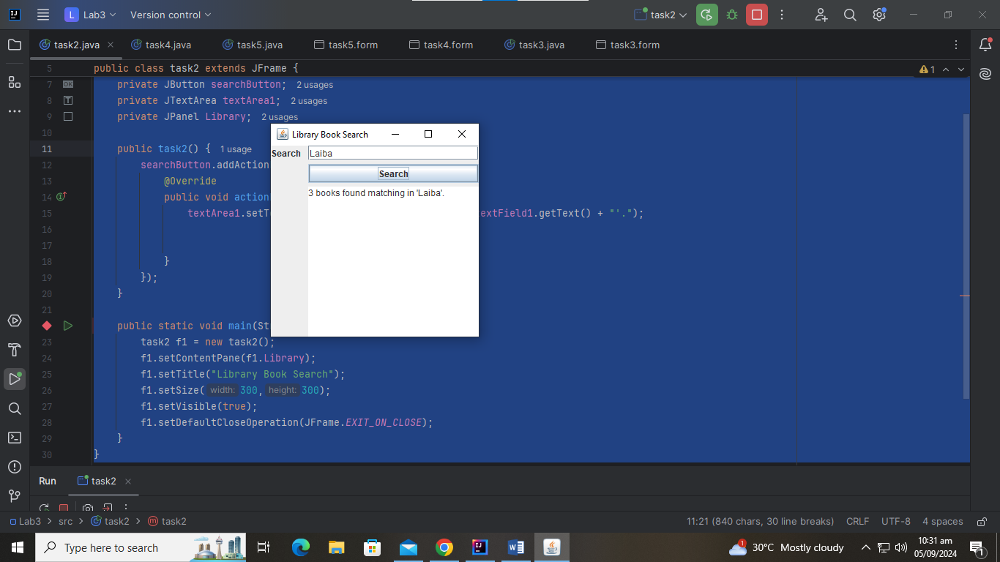 L Lab3 Version control task2
task2.java task4.java task5.java task5.form task4.form task3.java task3.form
5 public class task2 extends JFrame {
1
7 OK private JButton searchButton; 2 usages
8 T private JTextArea textArea1; 2 usages
9 private JPanel Library; 2 usages
10
11 public task2() { 1 usage
12 searchButton.addAction
13 @Override
14 public void action
15 textArea1.setT extField1.getText() + "'.");
16
17
18 }
19 });
20 }
21
public static void main(St
23 task2 f1 = new task2();
24 f1.setContentPane(f1.Library);
25 f1.setTitle("Library Book Search");
26 f1.setSize( width: 300, height: 300);
27 f1.setVisible(true);
28 f1.setDefaultCloseOperation(JFrame.EXIT_ON_CLOSE);
29 }
30 }
Library Book Search
Search Laiba
Search
3 books found matching in 'Laiba'.
Run task2
Lab3 > src > task2 > task2 11:21 (840 chars, 30 line breaks) CRLF UTF-8 4 spaces
Type here to search 1 30°C Mostly cloudy 10:31 am
05/09/2024 1